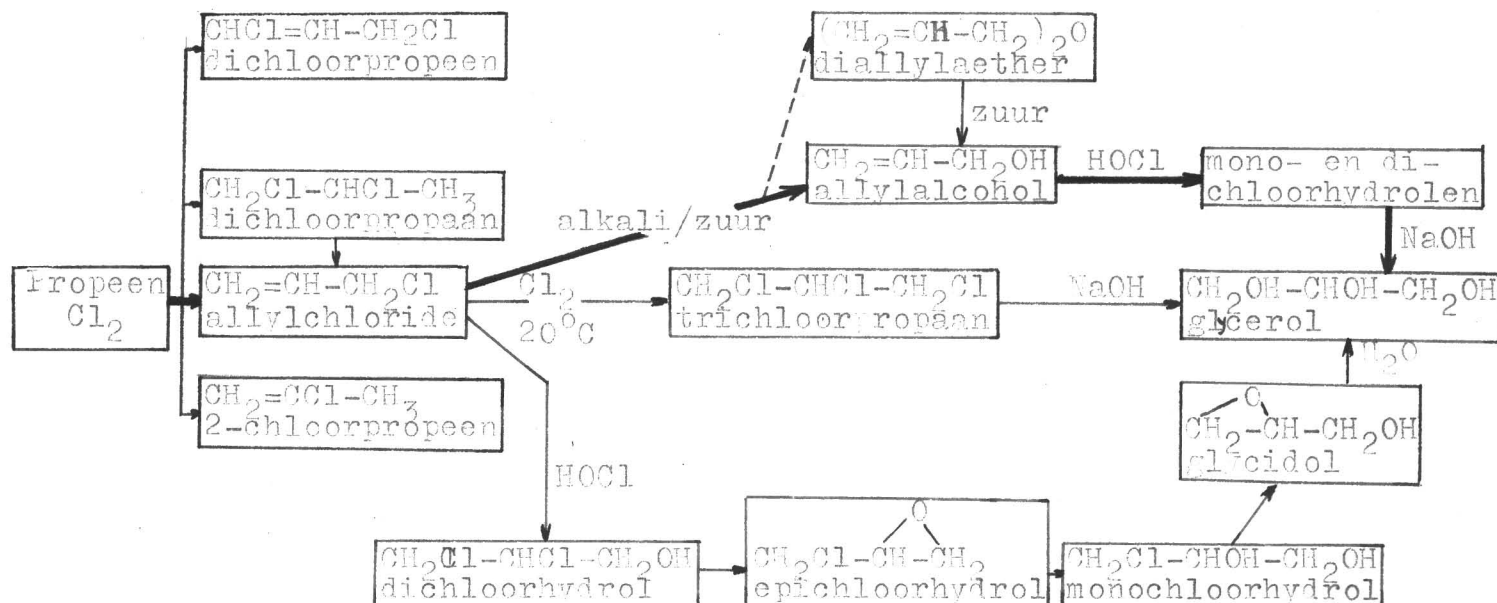 CHCl=CH-CH2Cl
dichloorpropeen
(CH2=CH-CH2)2O
diallylaether
zuur
CH2=CH-CH2OH
allylalcohol
HOCl
mono- en di-
chloorhydrolen
CH2Cl-CHCl-CH3
dichloorpropaan
alkali/zuur
NaOH
Propeen
Cl2
CH2=CH-CH2Cl
allylchloride
Cl2
20°C
CH2Cl-CHCl-CH2Cl
trichloorpropaan
NaOH
CH2OH-CHOH-CH2OH
glycerol
H2O
CH2=CCl-CH3
2-chloorpropeen
O
CH2-CH-CH2OH
glycidol
HOCl
CH2Cl-CHCl-CH2OH
dichloorhydrol
O
CH2Cl-CH-CH2
epichloorhydrol
CH2Cl-CHOH-CH2OH
monochloorhydrol